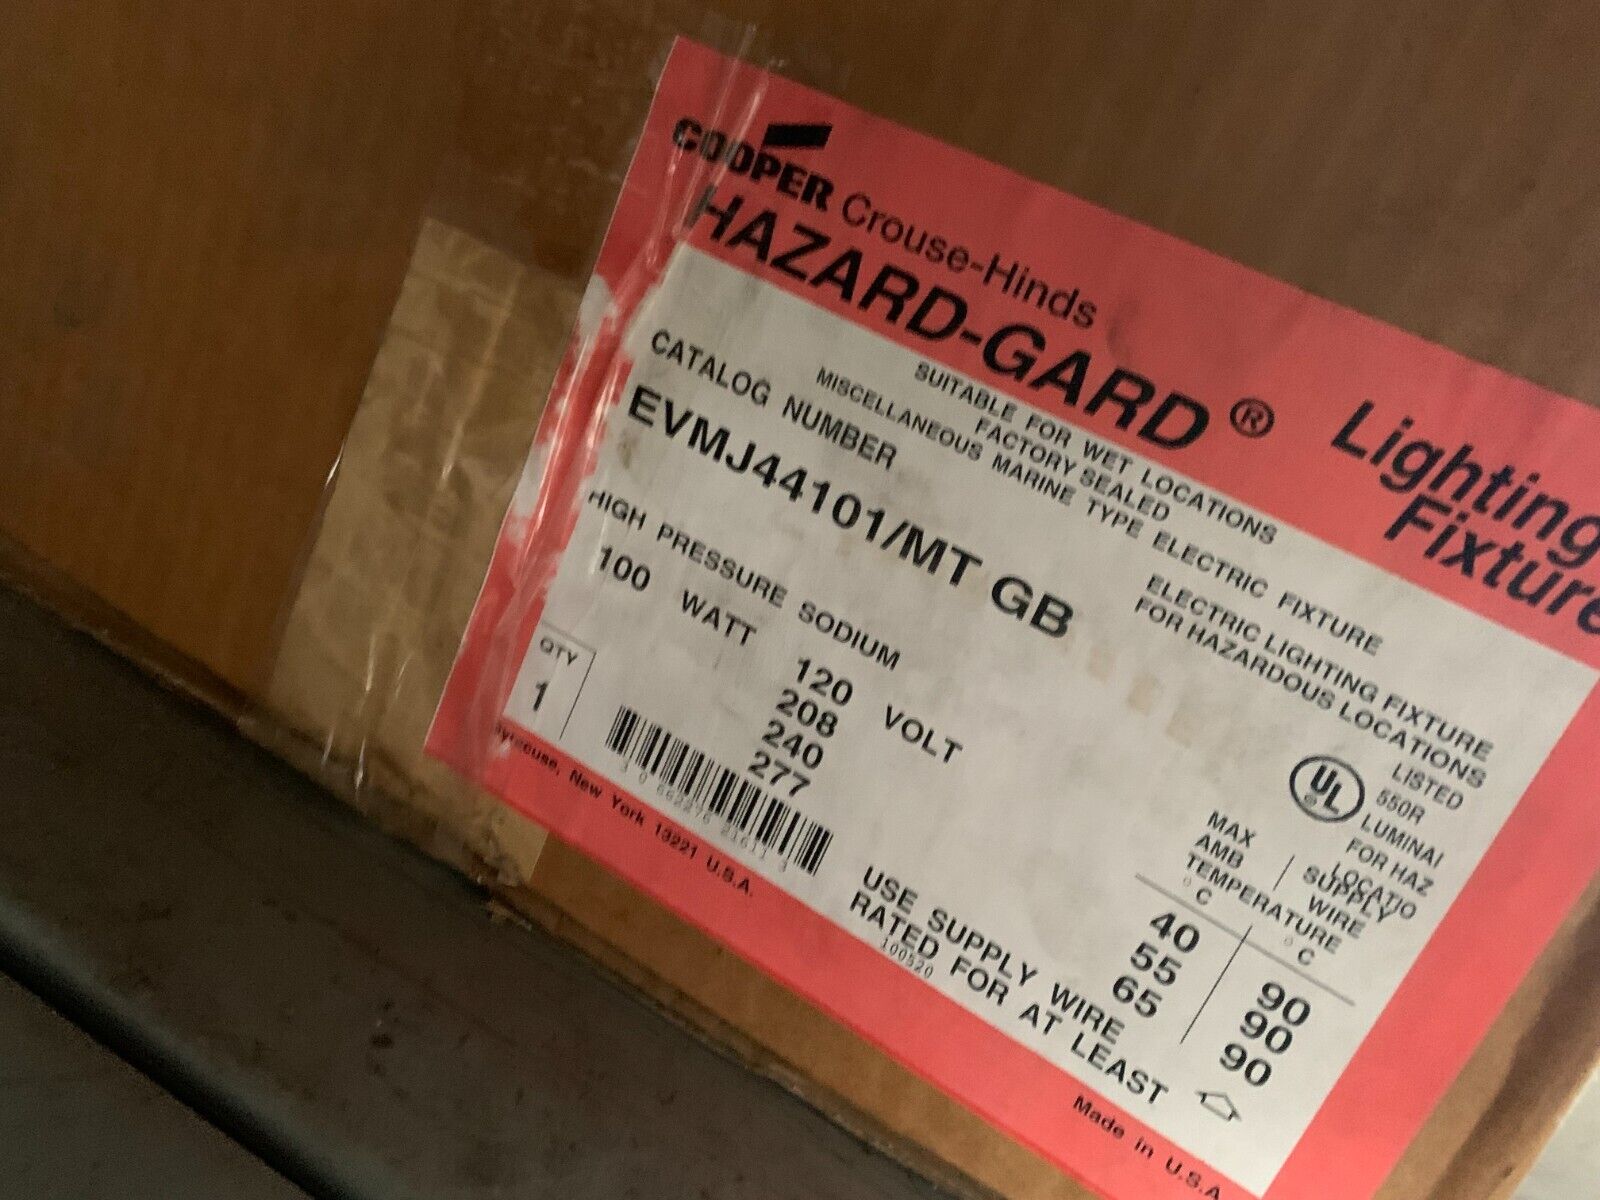 COOPER Crouse-Hinds
HAZARD-GARD® Lighting
Fixture
SUITABLE FOR WET LOCATIONS
FACTORY SEALED
MISCELLANEOUS MARINE TYPE ELECTRIC FIXTURE
CATALOG NUMBER
EVMJ44101/MT GB
ELECTRIC LIGHTING FIXTURE
FOR HAZARDOUS LOCATIONS
HIGH PRESSURE SODIUM
100 WATT
120 VOLT
208
240
277
QTY
1
UL LISTED
550R
LUMINAI
FOR HAZ
LOCATIO
MAX
AMB
TEMPERATURE
°C
SUPPLY
WIRE
°C
40 90
55 90
65 90
USE SUPPLY WIRE
RATED FOR AT LEAST
100520
Syracuse, New York 13221 U.S.A.
Made in U.S.A